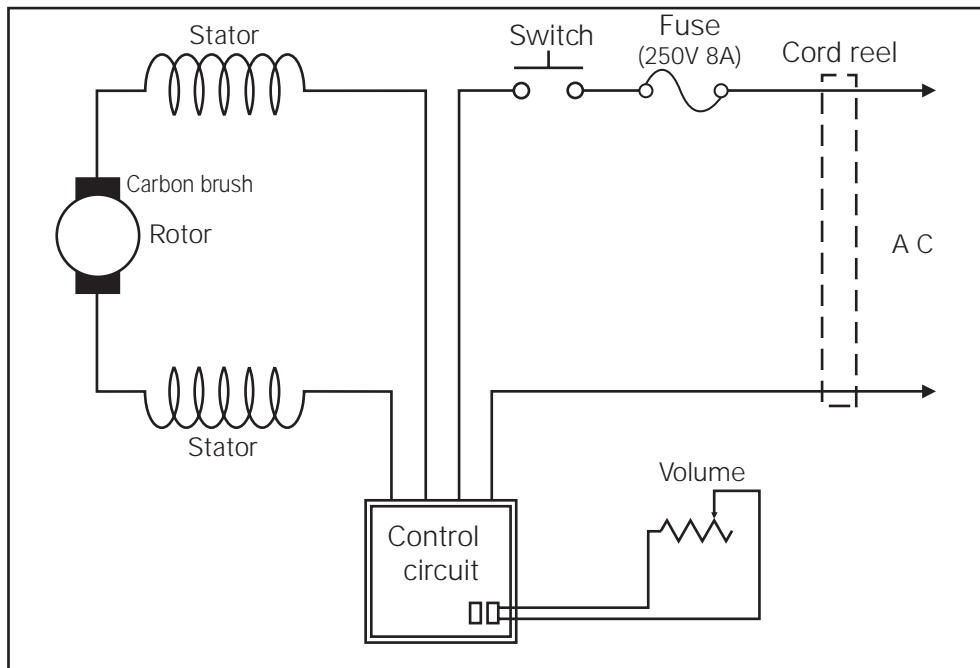 Stator
Switch
Fuse
(250V 8A)
Cord reel
Carbon brush
Rotor
A C
Stator
Volume
Control
circuit